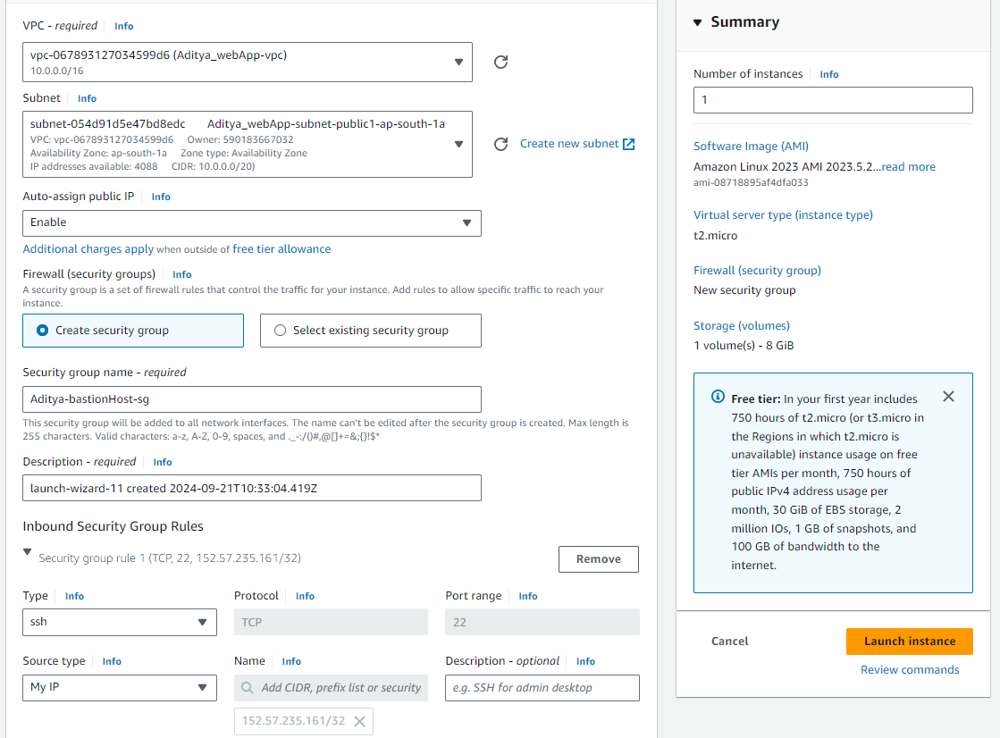 VPC - required Info
vpc-067893127034599d6 (Aditya_webApp-vpc)
10.0.0.0/16
Subnet Info
subnet-054d91d5e47bd8edc Aditya_webApp-subnet-public1-ap-south-1a
VPC: vpc-067893127034599d6 Owner: 590183667032
Availability Zone: ap-south-1a Zone type: Availability Zone
IP addresses available: 4088 CIDR: 10.0.0.0/20)
Create new subnet
Auto-assign public IP Info
Enable
Additional charges apply when outside of free tier allowance
Firewall (security groups) Info
A security group is a set of firewall rules that control the traffic for your instance. Add rules to allow specific traffic to reach your
instance.
Create security group
Select existing security group
Security group name - required
Aditya-bastionHost-sg
This security group will be added to all network interfaces. The name can't be edited after the security group is created. Max length is
255 characters. Valid characters: a-z, A-Z, 0-9, spaces, and ._-:/()#,@[]+=&;{}!$*
Description - required Info
launch-wizard-11 created 2024-09-21T10:33:04.419Z
Inbound Security Group Rules
Security group rule 1 (TCP, 22, 152.57.235.161/32)
Remove
Type Info
Protocol Info
Port range Info
ssh
TCP
22
Source type Info
Name Info
Description - optional Info
My IP
Add CIDR, prefix list or security
e.g. SSH for admin desktop
152.57.235.161/32
Summary
Number of instances Info
1
Software Image (AMI)
Amazon Linux 2023 AMI 2023.5.2...read more
ami-08718895af4dfa033
Virtual server type (instance type)
t2.micro
Firewall (security group)
New security group
Storage (volumes)
1 volume(s) - 8 GiB
Free tier: In your first year includes
750 hours of t2.micro (or t3.micro in
the Regions in which t2.micro is
unavailable) instance usage on free
tier AMIs per month, 750 hours of
public IPv4 address usage per
month, 30 GiB of EBS storage, 2
million IOs, 1 GB of snapshots, and
100 GB of bandwidth to the
internet.
Cancel
Launch instance
Review commands